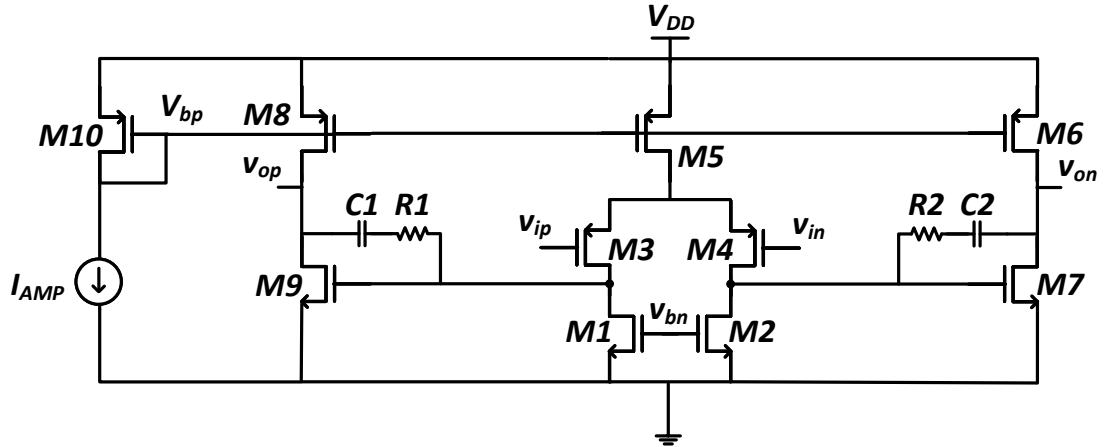 V_DD
V_bp
M8
M10
M5
M6
v_op
v_on
C1 R1
R2 C2
v_ip
v_in
M3
M4
I_AMP
M9
M7
v_bn
M1
M2